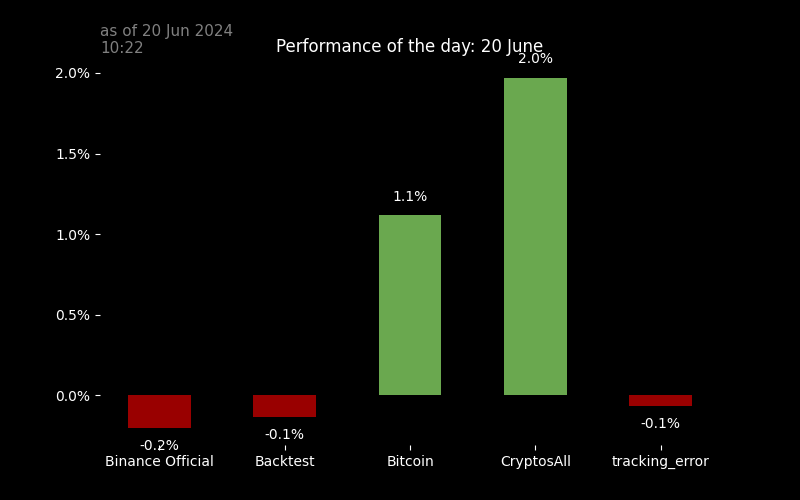 as of 20 Jun 2024
10:22
Performance of the day: 20 June
2.0%
2.0%
1.5%
1.1%
1.0%
0.5%
0.0%
-0.2%
-0.1%
-0.1%
Binance Official
Backtest
Bitcoin
CryptosAll
tracking_error